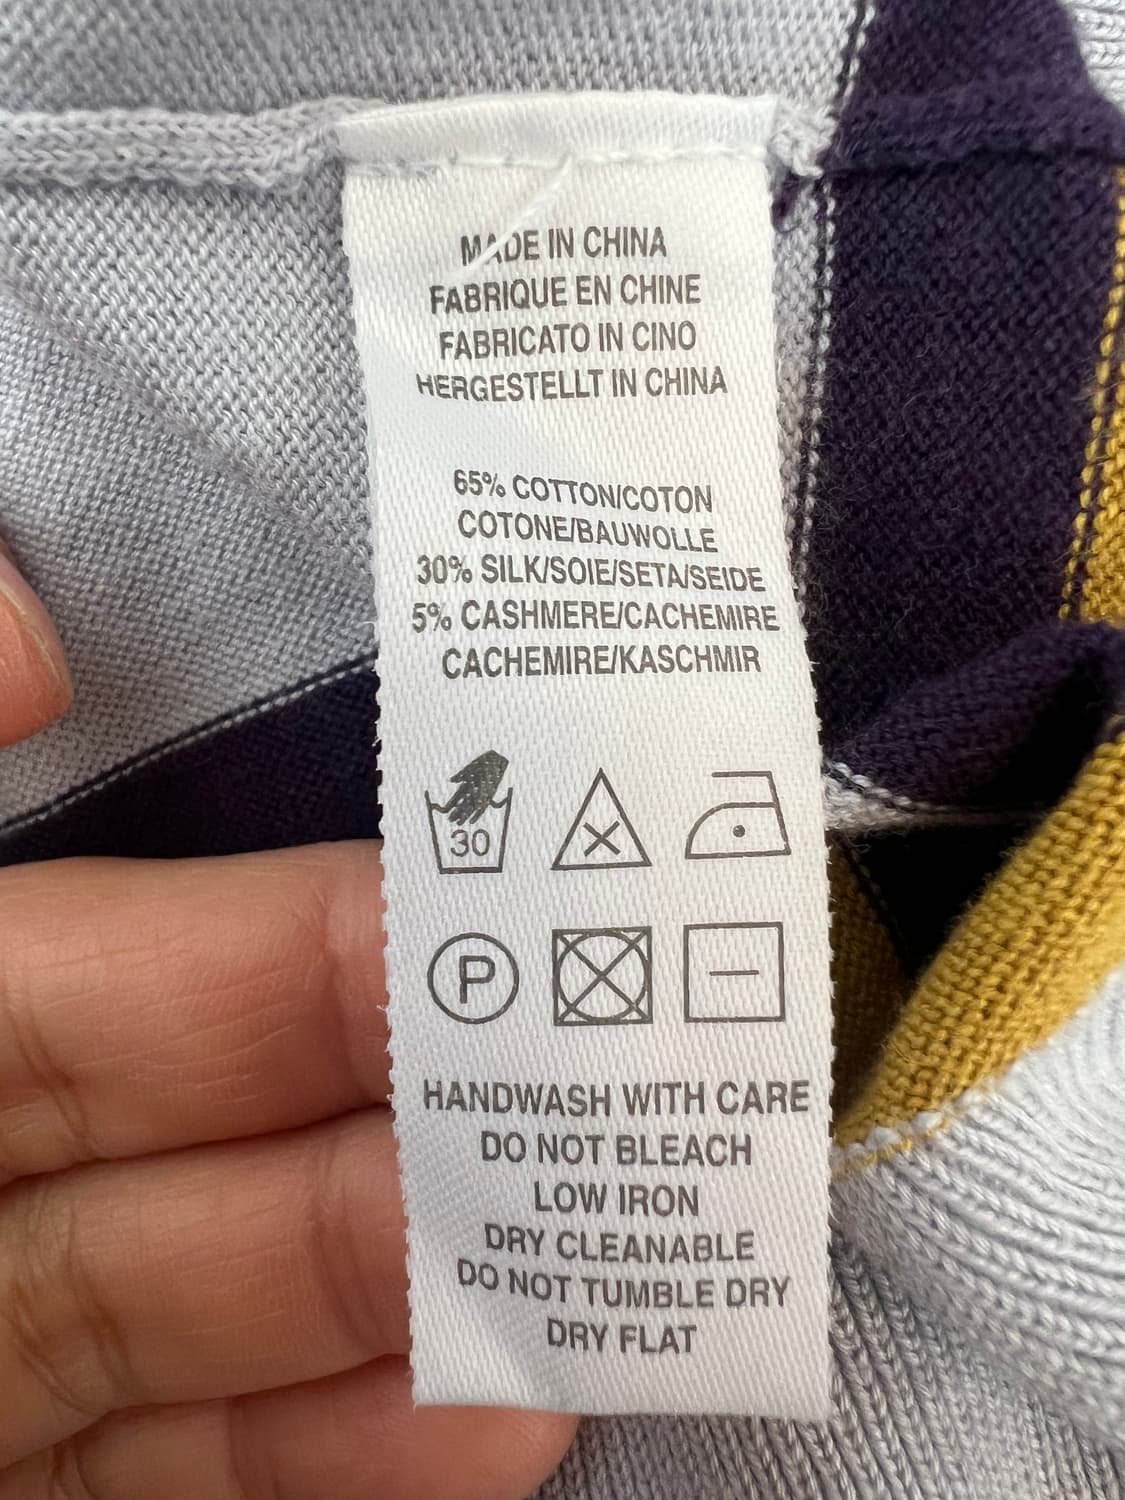 MADE IN CHINA
FABRIQUE EN CHINE
FABRICATO IN CINO
HERGESTELLT IN CHINA
65% COTTON/COTON
COTONE/BAUWOLLE
30% SILK/SOIE/SETA/SEIDE
5% CASHMERE/CACHEMIRE
CACHEMIRE/KASCHMIR
30
P
HANDWASH WITH CARE
DO NOT BLEACH
LOW IRON
DRY CLEANABLE
DO NOT TUMBLE DRY
DRY FLAT